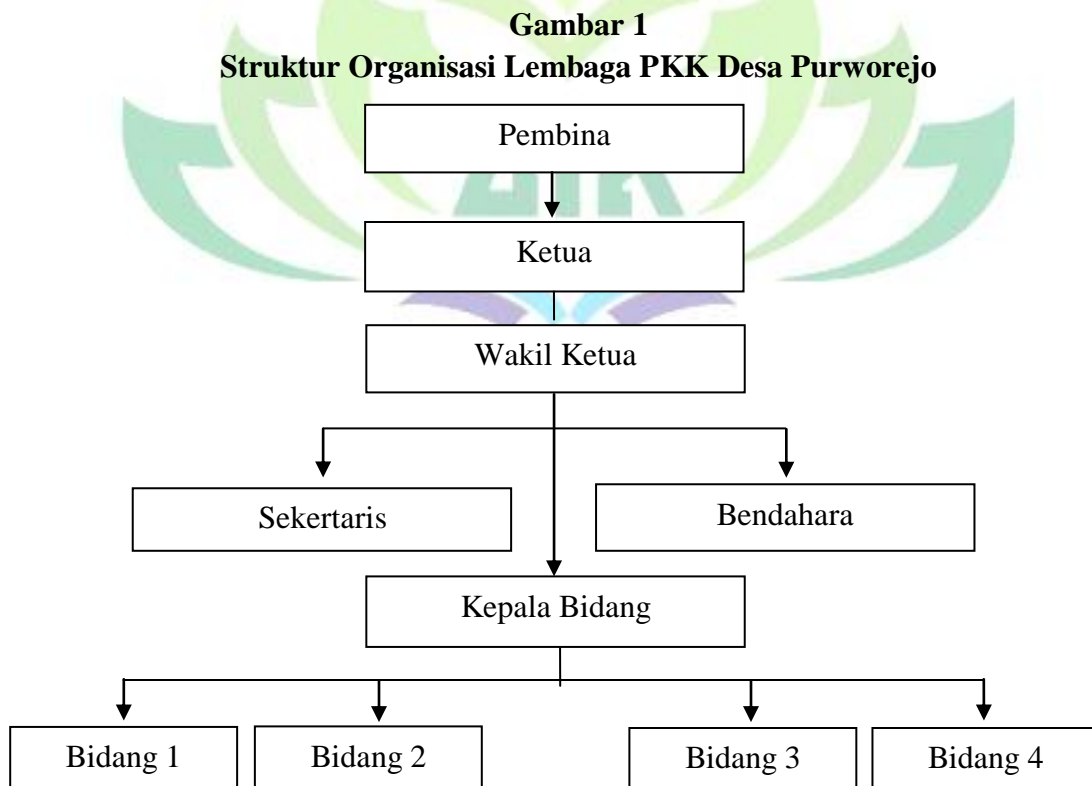 Gambar 1
Struktur Organisasi Lembaga PKK Desa Purworejo
Pembina
Ketua
Wakil Ketua
Sekertaris
Bendahara
Kepala Bidang
Bidang 1
Bidang 2
Bidang 3
Bidang 4